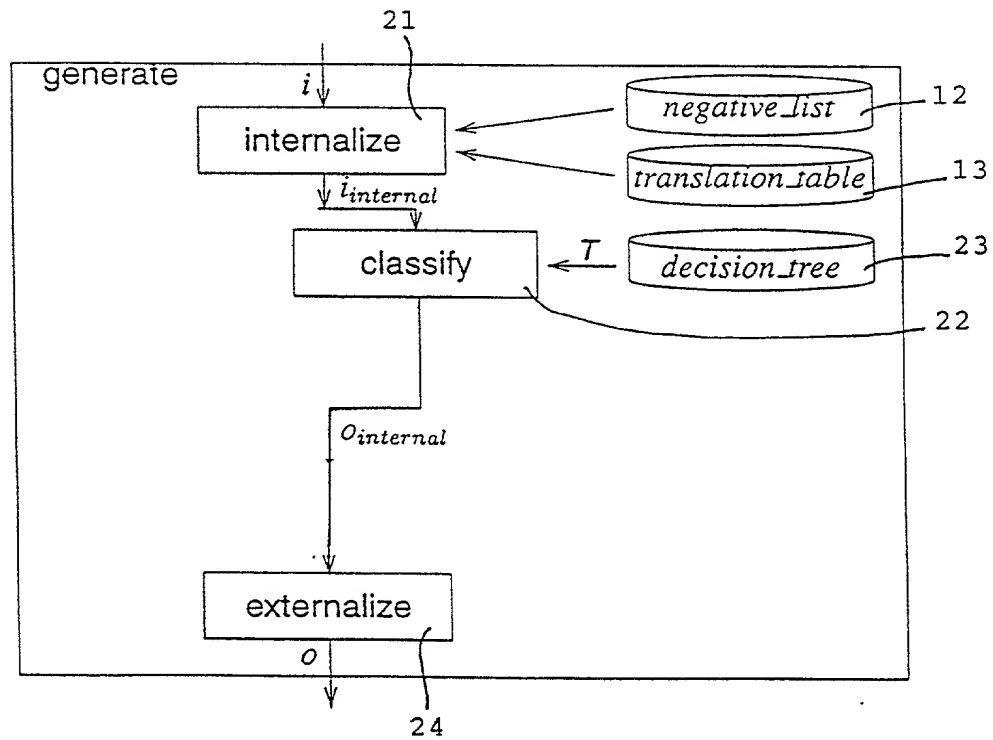 21
generate
i
negative_list
12
internalize
translation_table
13
i_internal
T
classify
decision_tree
23
22
o_internal
externalize
o
24